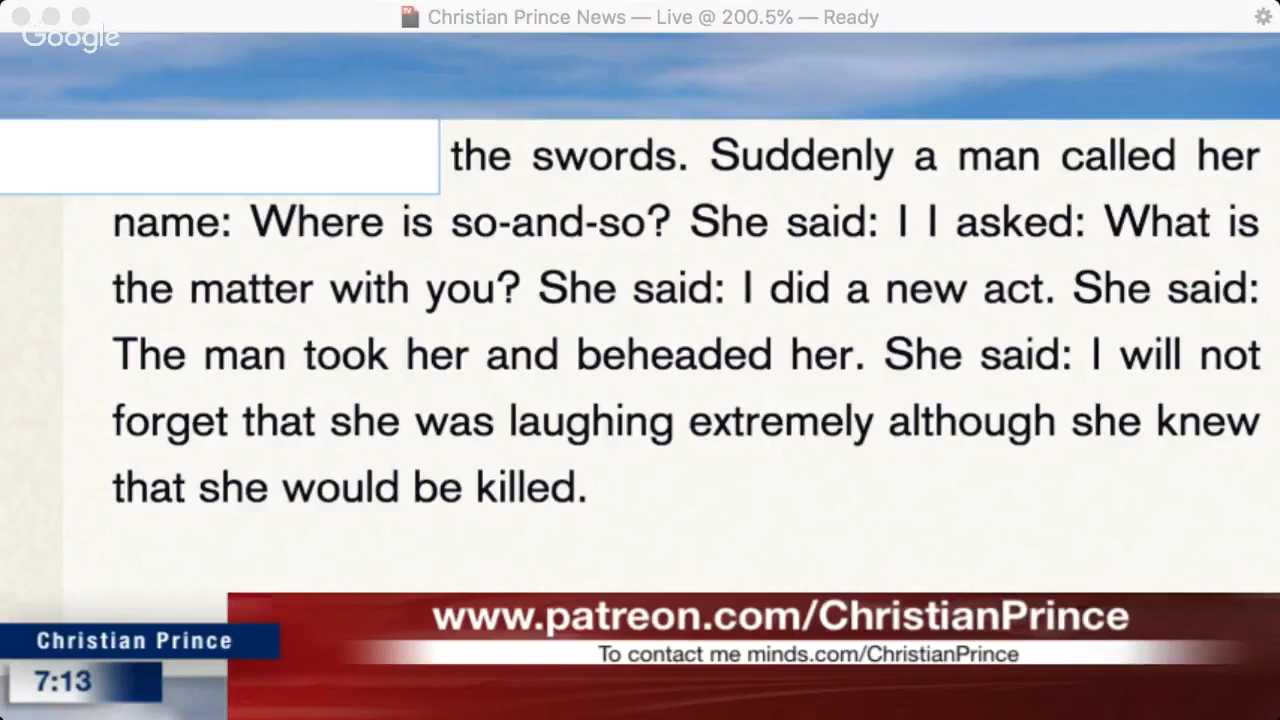 Christian Prince News — Live @ 200.5% — Ready
Google
the swords. Suddenly a man called her
name: Where is so-and-so? She said: I I asked: What is
the matter with you? She said: I did a new act. She said:
The man took her and beheaded her. She said: I will not
forget that she was laughing extremely although she knew
that she would be killed.
www.patreon.com/ChristianPrince
Christian Prince
To contact me minds.com/ChristianPrince
7:13